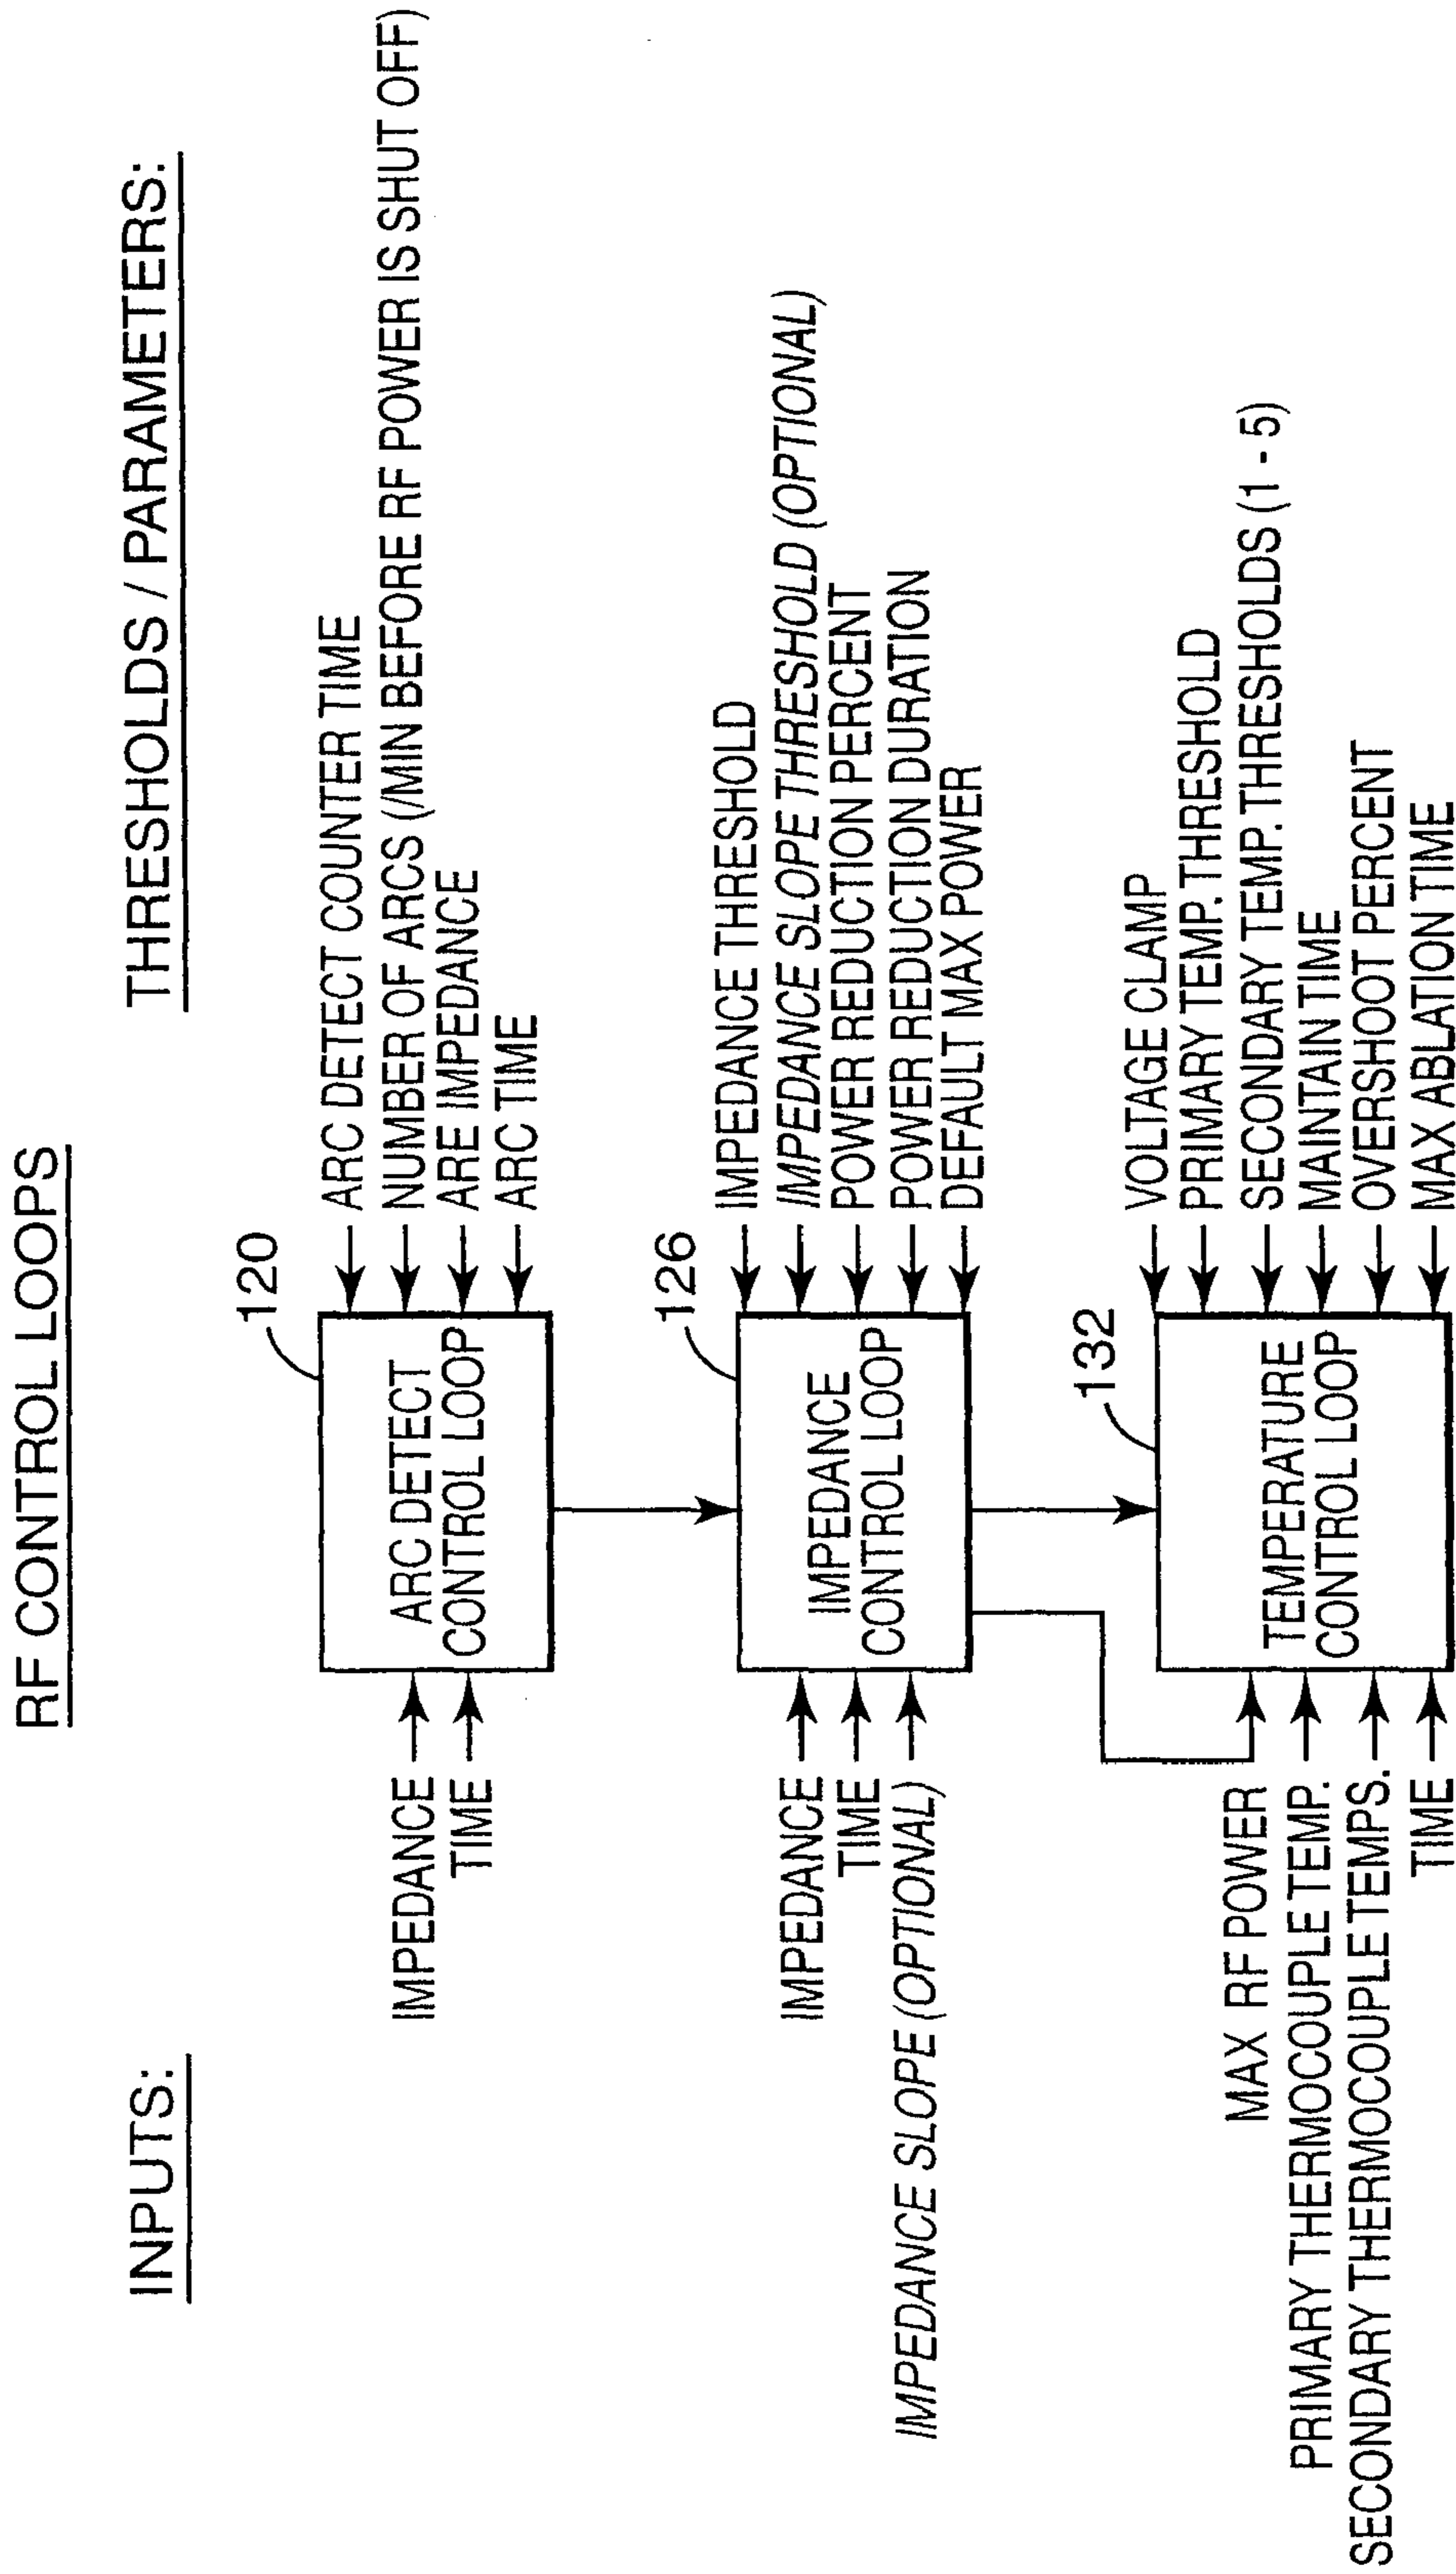 RF CONTROL LOOPS
INPUTS:
THRESHOLDS / PARAMETERS:
120
IMPEDANCE
TIME
ARC DETECT
CONTROL LOOP
ARC DETECT COUNTER TIME
NUMBER OF ARCS (/MIN BEFORE RF POWER IS SHUT OFF)
ARE IMPEDANCE
ARC TIME
126
IMPEDANCE
TIME
IMPEDANCE SLOPE (OPTIONAL)
IMPEDANCE
CONTROL LOOP
IMPEDANCE THRESHOLD
IMPEDANCE SLOPE THRESHOLD (OPTIONAL)
POWER REDUCTION PERCENT
POWER REDUCTION DURATION
DEFAULT MAX POWER
132
MAX RF POWER
PRIMARY THERMOCOUPLE TEMP.
SECONDARY THERMOCOUPLE TEMPS.
TIME
TEMPERATURE
CONTROL LOOP
VOLTAGE CLAMP
PRIMARY TEMP. THRESHOLD
SECONDARY TEMP. THRESHOLDS (1 - 5)
MAINTAIN TIME
OVERSHOOT PERCENT
MAX ABLATION TIME